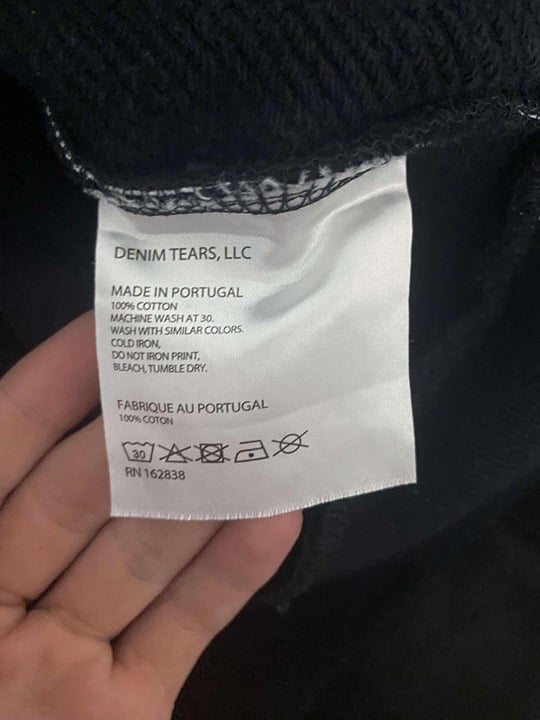 DENIM TEARS, LLC
MADE IN PORTUGAL
100% COTTON
MACHINE WASH AT 30.
WASH WITH SIMILAR COLORS.
COLD IRON,
DO NOT IRON PRINT,
BLEACH, TUMBLE DRY.
FABRIQUE AU PORTUGAL
100% COTON
30
RN 162838